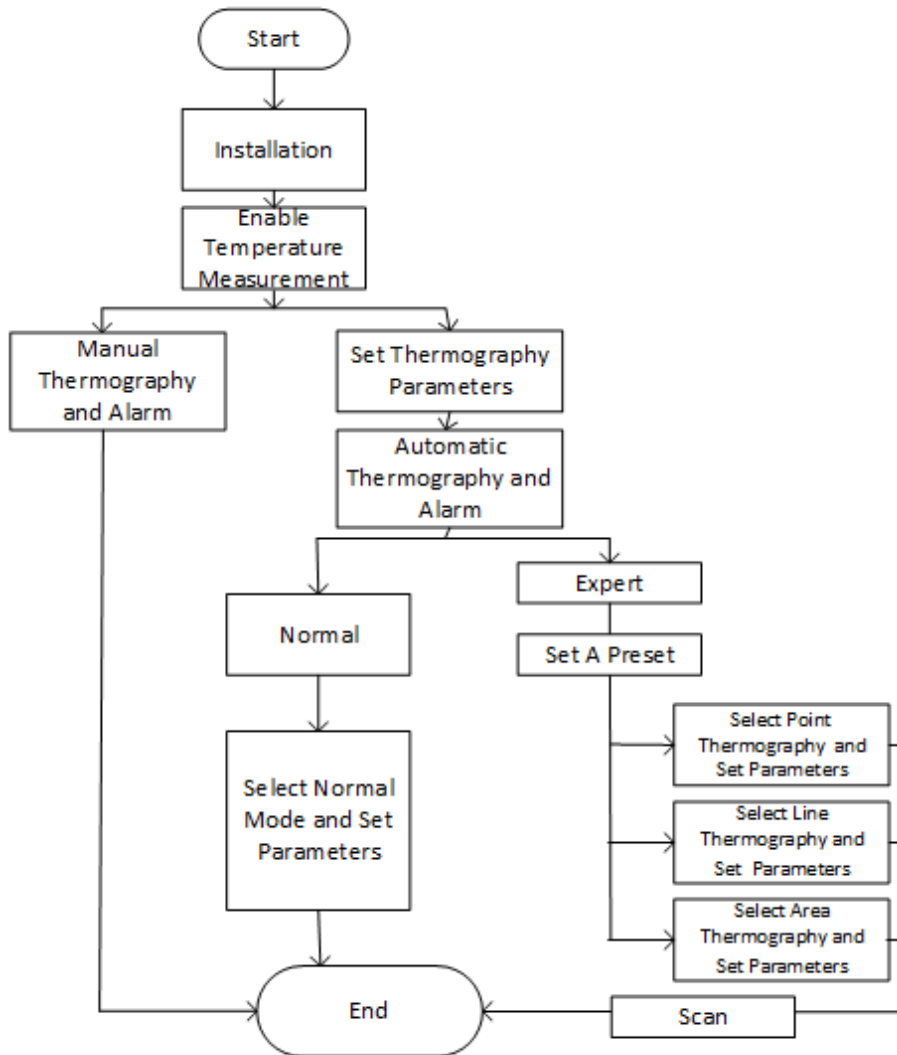 Start
Installation
Enable
Temperature
Measurement
Manual
Thermography
and Alarm
Set Thermography
Parameters
Automatic
Thermography and
Alarm
Normal
Expert
Set A Preset
Select Normal
Mode and Set
Parameters
Select Point
Thermography and
Set Parameters
Select Line
Thermography and
Set Parameters
Select Area
Thermography and
Set Parameters
End
Scan